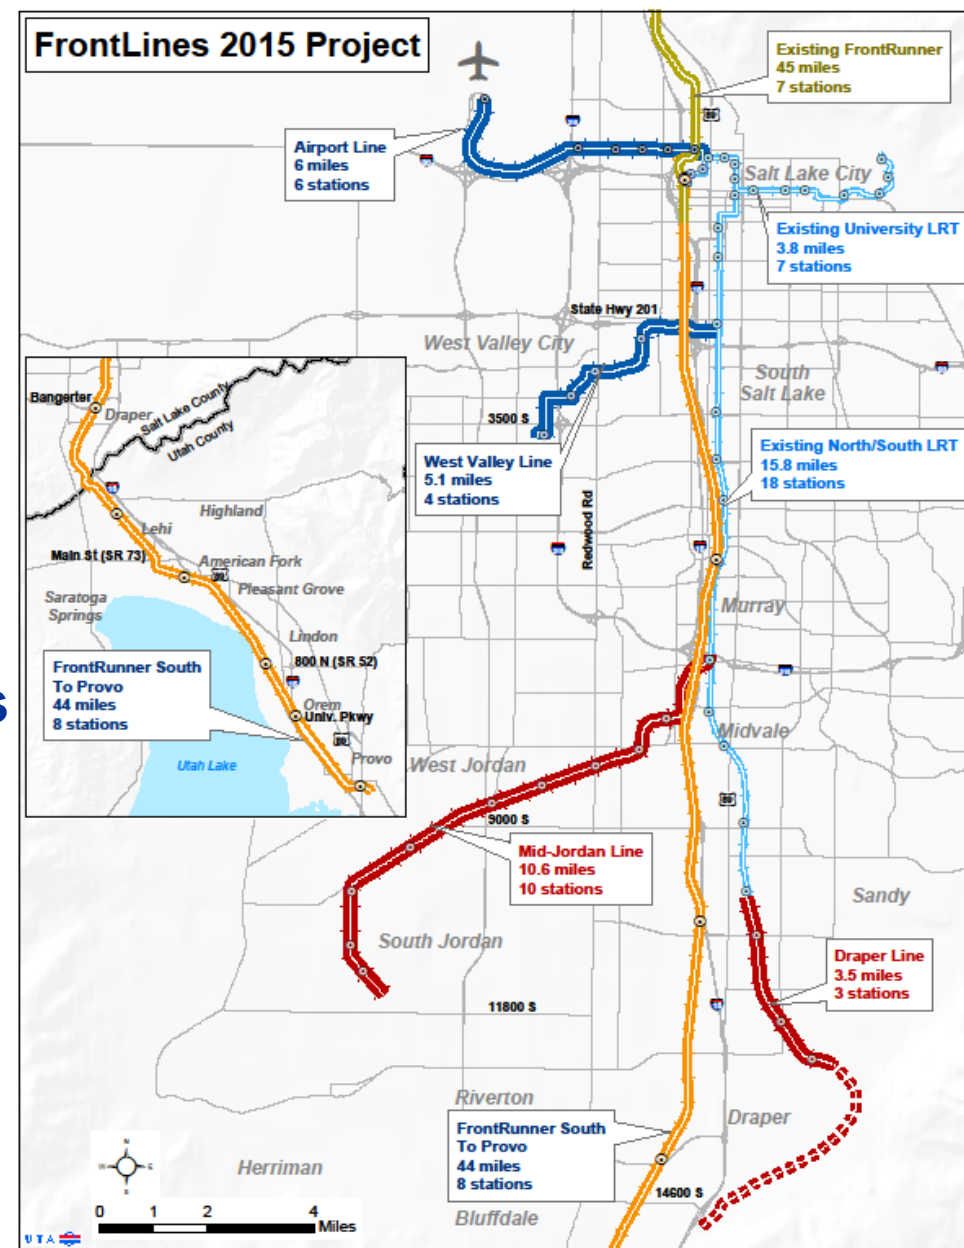 FrontLines 2015 Project
Existing FrontRunner
45 miles
7 stations
89
Airport Line
6 miles
6 stations
Salt Lake City
Existing University LRT
3.8 miles
7 stations
State Hwy 201
West Valley City
South
Salt Lake
3500 S
West Valley Line
5.1 miles
4 stations
Existing North/South LRT
15.8 miles
18 stations
Redwood Rd
Murray
Midvale
West Jordan
89
9000 S
Mid-Jordan Line
10.6 miles
10 stations
Sandy
South Jordan
Draper Line
3.5 miles
3 stations
11800 S
Riverton
Draper
FrontRunner South
To Provo
44 miles
8 stations
Herriman
14600 S
Bluffdale
Bangerter
Draper
Salt Lake County
Utah County
Highland
Lehi
Main St (SR 73)
American Fork
89
Pleasant Grove
Saratoga
Springs
Lindon
800 N (SR 52)
FrontRunner South
To Provo
44 miles
8 stations
Orem
Univ. Pkwy
89
Provo
Utah Lake
s
N
W
E
S
0 1 2 4
Miles
UTA